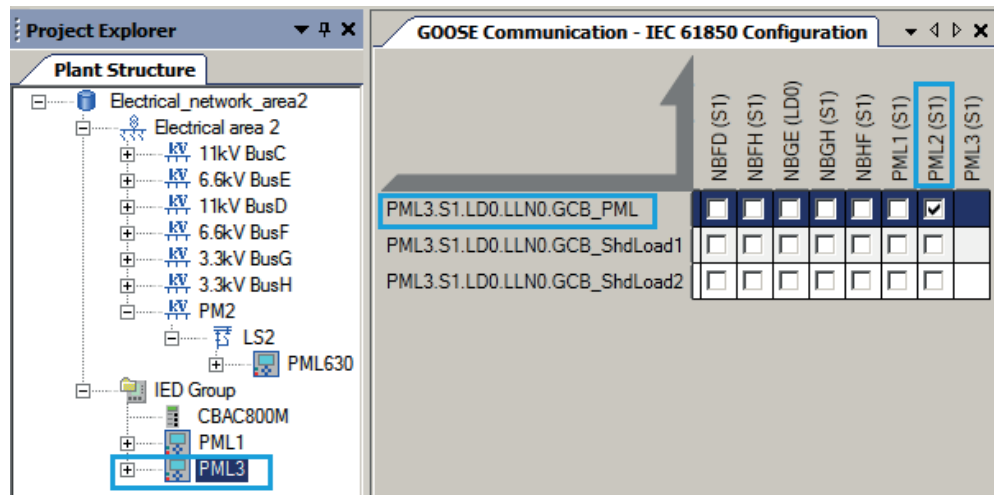 Project Explorer
Plant Structure
Electrical_network_area2
Electrical area 2
11kV BusC
6.6kV BusE
11kV BusD
6.6kV BusF
3.3kV BusG
3.3kV BusH
PM2
LS2
PML630
IED Group
CBAC800M
PML1
PML3
GOOSE Communication - IEC 61850 Configuration
NBFD (S1)
NBFH (S1)
NBGE (LD0)
NBGH (S1)
NBHF (S1)
PML1 (S1)
PML2 (S1)
PML3 (S1)
PML3.S1.LD0.LLN0.GCB_PML
PML3.S1.LD0.LLN0.GCB_ShdLoad1
PML3.S1.LD0.LLN0.GCB_ShdLoad2